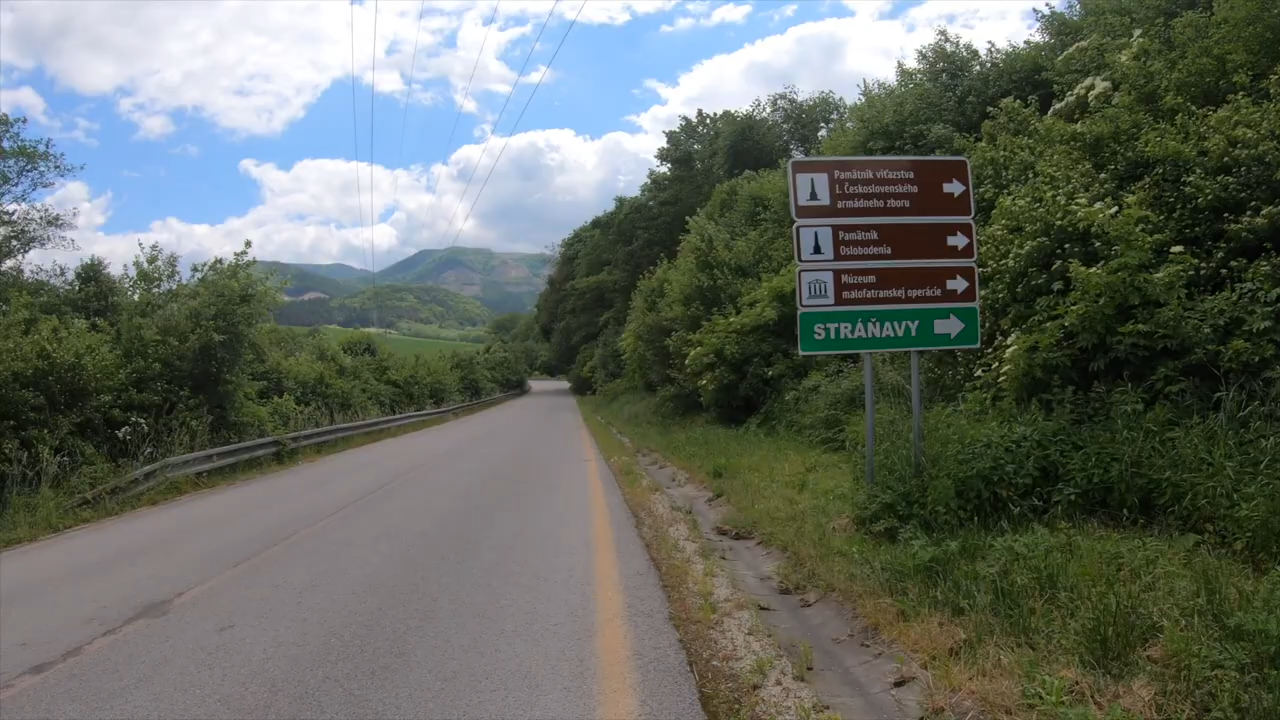 Pamätník víťazstva
I. Československého
armádneho zboru
Pamätník
Oslobodenia
Múzeum
malofatranskej operácie
STRÁŇAVY